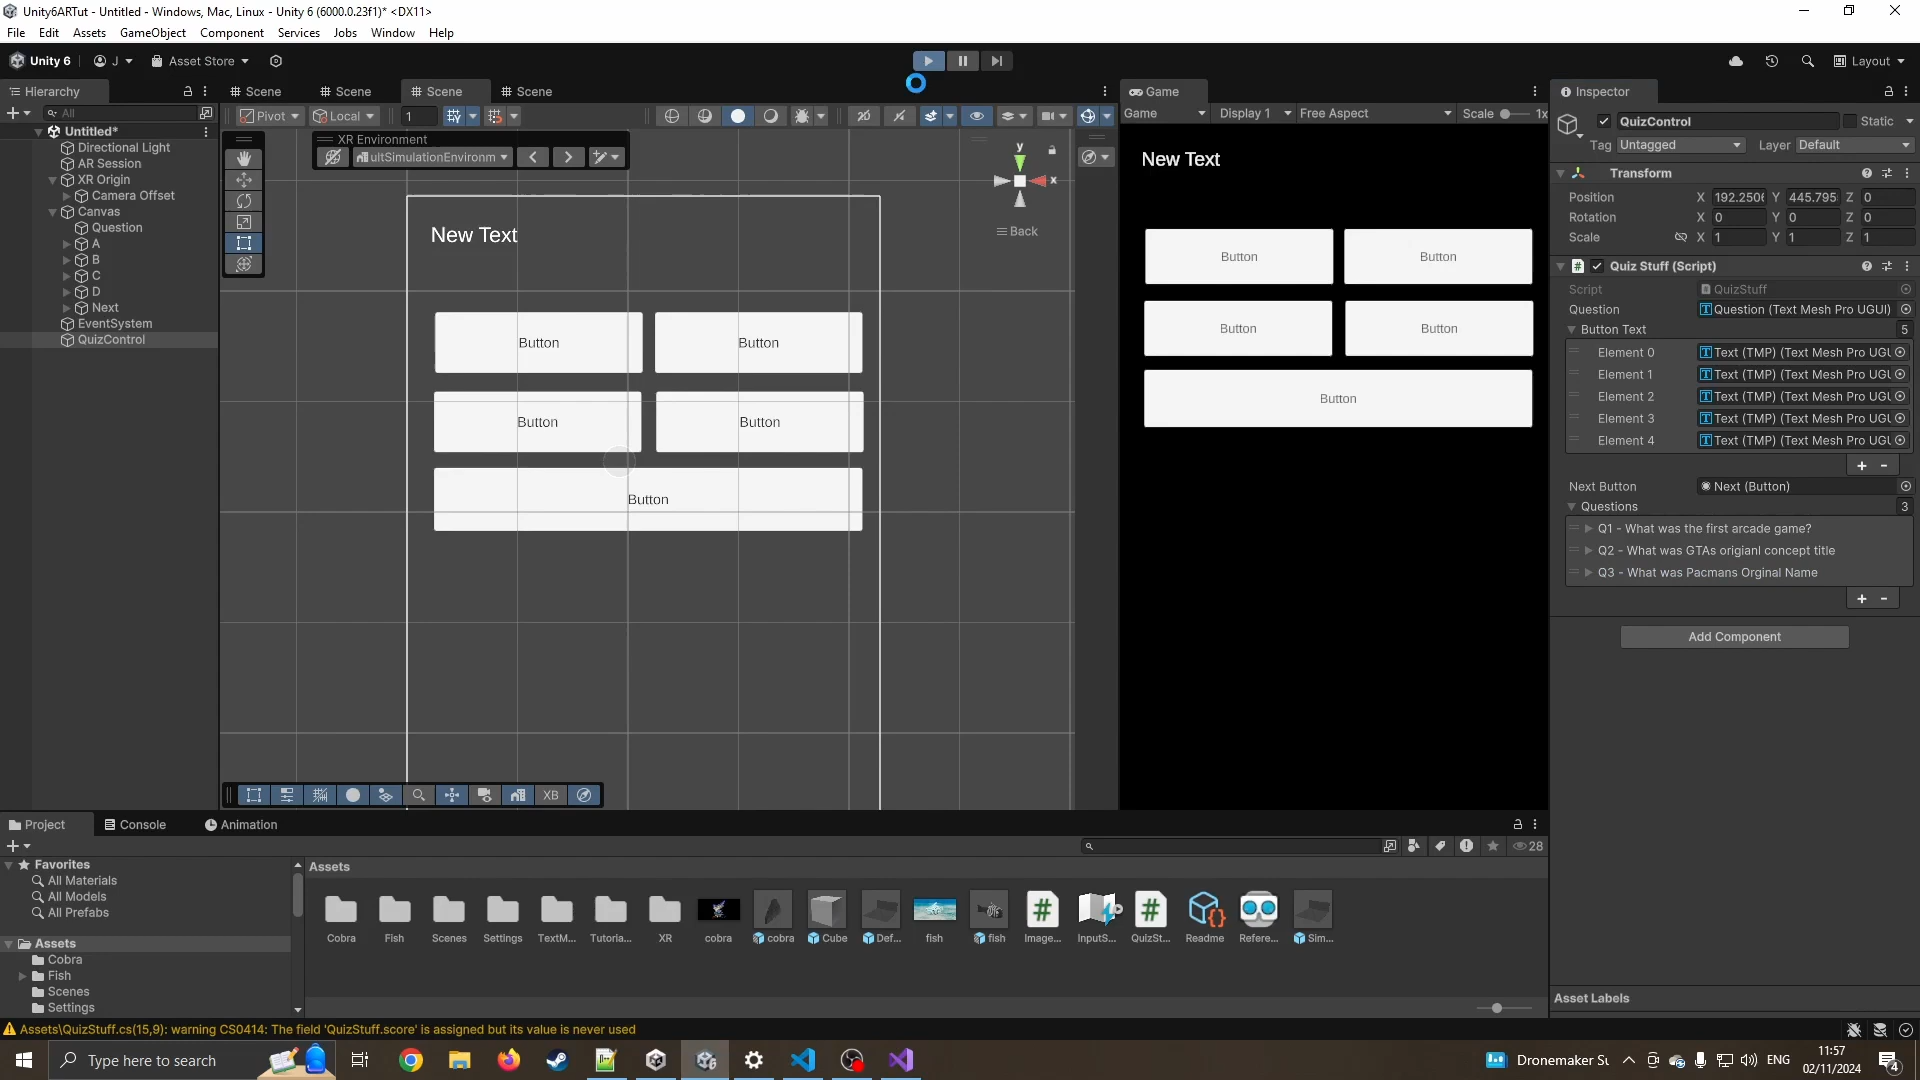 Unity6ARTut - Untitled - Windows, Mac, Linux - Unity 6 (6000.0.23f1)* <DX11>
File Edit Assets GameObject Component Services Jobs Window Help
Unity 6 J Asset Store Layout
Hierarchy
All
Untitled*
Directional Light
AR Session
XR Origin
Camera Offset
Canvas
Question
A
B
C
D
Next
EventSystem
QuizControl
Scene Scene Scene Scene
Pivot Local 1
XR Environment
ultSimulationEnvironm
y
x
Back
New Text
Button Button
Button Button
Button
XB
Game
Game Display 1 Free Aspect Scale 1x
New Text
Button Button
Button Button
Button
Inspector
QuizControl Static
Tag Untagged Layer Default
Transform
Position X 192.250 Y 445.795 Z 0
Rotation X 0 Y 0 Z 0
Scale X 1 Y 1 Z 1
Quiz Stuff (Script)
Script QuizStuff
Question Question (Text Mesh Pro UGUI)
Button Text 5
Element 0 Text (TMP) (Text Mesh Pro UGU
Element 1 Text (TMP) (Text Mesh Pro UGU
Element 2 Text (TMP) (Text Mesh Pro UGU
Element 3 Text (TMP) (Text Mesh Pro UGU
Element 4 Text (TMP) (Text Mesh Pro UGU
Next Button Next (Button)
Questions 3
Q1 - What was the first arcade game?
Q2 - What was GTAs origianl concept title
Q3 - What was Pacmans Orginal Name
Add Component
Asset Labels
Project Console Animation
28
Favorites
All Materials
All Models
All Prefabs
Assets
Cobra
Fish
Scenes
Settings
Assets
Cobra Fish Scenes Settings TextM... Tutoria... XR cobra cobra Cube Def... fish fish Image... InputS... QuizSt... Readme Refere... Sim...
Assets\QuizStuff.cs(15,9): warning CS0414: The field 'QuizStuff.score' is assigned but its value is never used
Type here to search
Dronemaker Su
ENG
11:57
02/11/2024
4